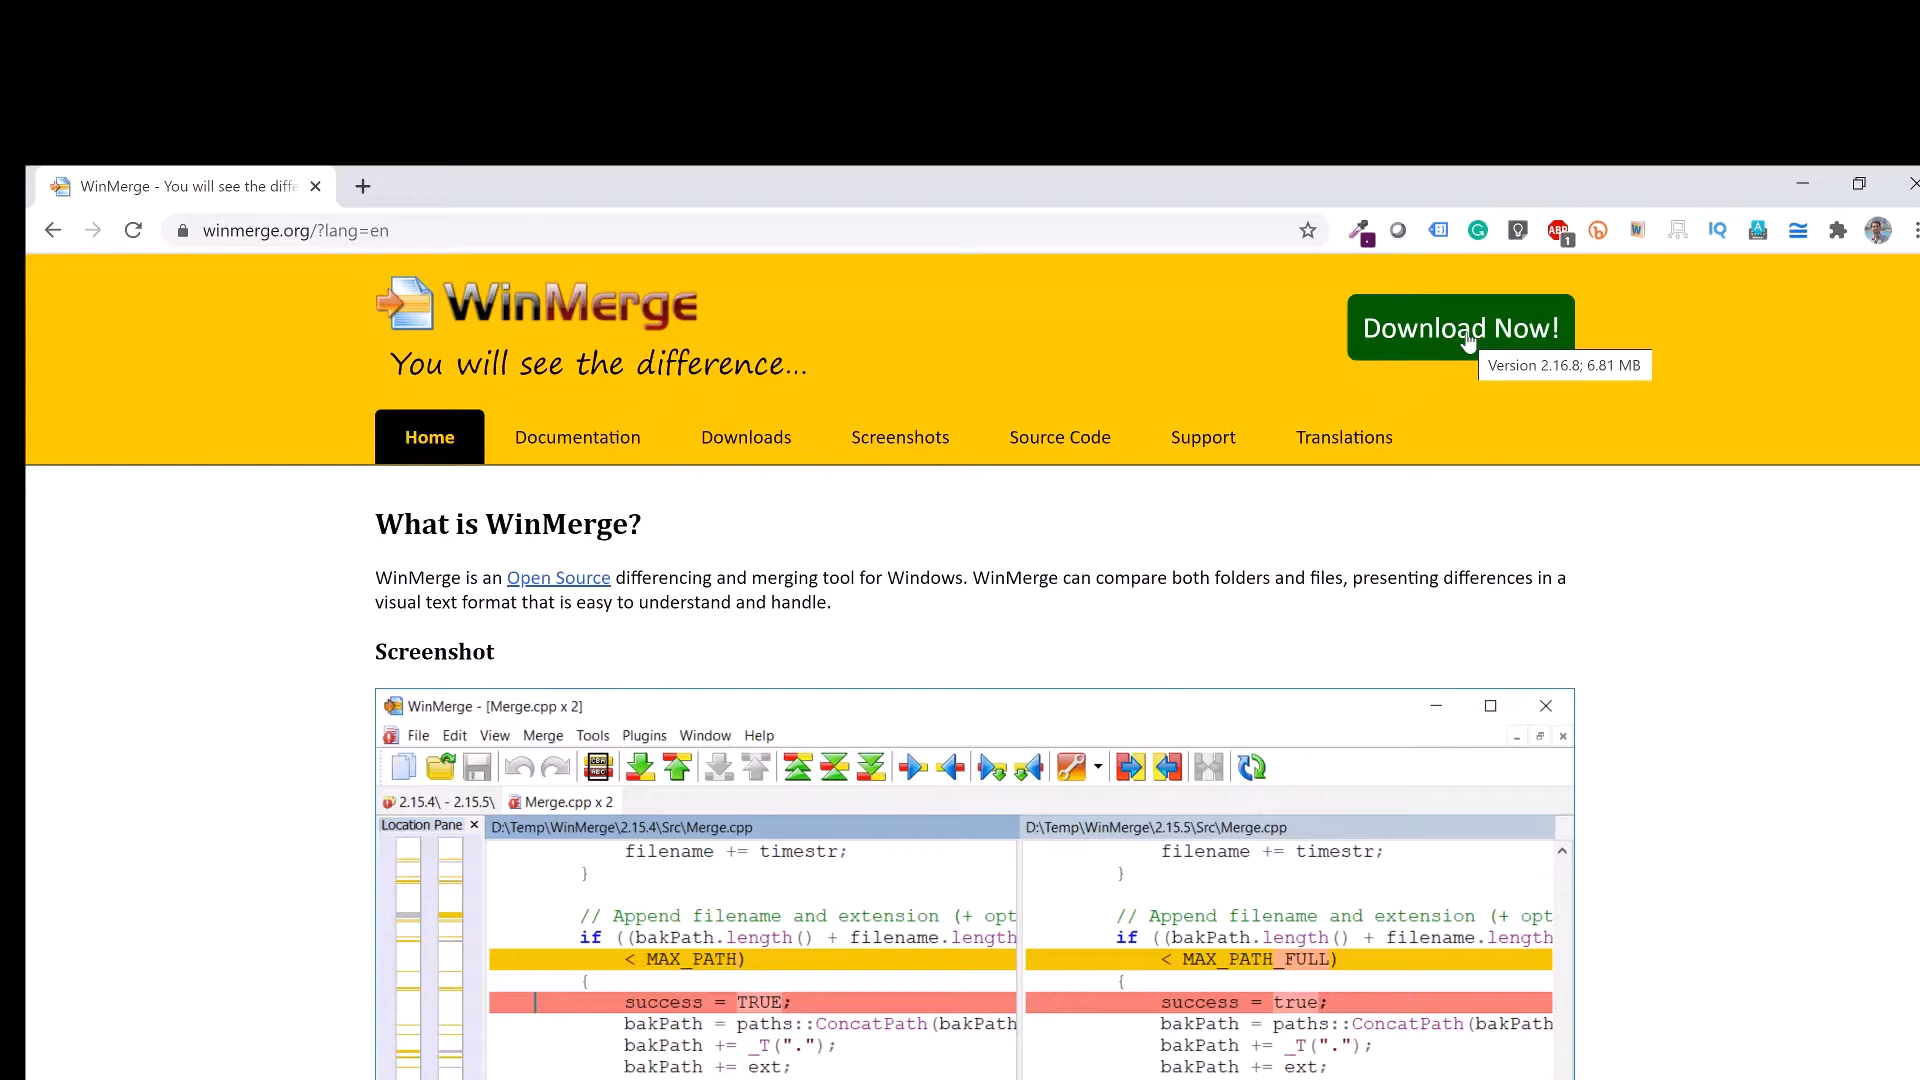 WinMerge - You will see the diffe
winmerge.org/?lang=en
ABP
1
W
IQ
A
WinMerge
You will see the difference...
Download Now!
Version 2.16.8; 6.81 MB
Home
Documentation
Downloads
Screenshots
Source Code
Support
Translations
What is WinMerge?
WinMerge is an Open Source differencing and merging tool for Windows. WinMerge can compare both folders and files, presenting differences in a
visual text format that is easy to understand and handle.
Screenshot
WinMerge - [Merge.cpp x 2]
File Edit View Merge Tools Plugins Window Help
2.15.4\ - 2.15.5\
Merge.cpp x 2
Location Pane
D:\Temp\WinMerge\2.15.4\Src\Merge.cpp
filename += timestr;
}
// Append filename and extension (+ opt
if ((bakPath.length() + filename.length
< MAX_PATH)
{
success = TRUE;
bakPath = paths::ConcatPath(bakPath
bakPath += _T(".");
bakPath += ext;
D:\Temp\WinMerge\2.15.5\Src\Merge.cpp
filename += timestr;
}
// Append filename and extension (+ opt
if ((bakPath.length() + filename.length
< MAX_PATH_FULL)
{
success = true;
bakPath = paths::ConcatPath(bakPath
bakPath += _T(".");
bakPath += ext;